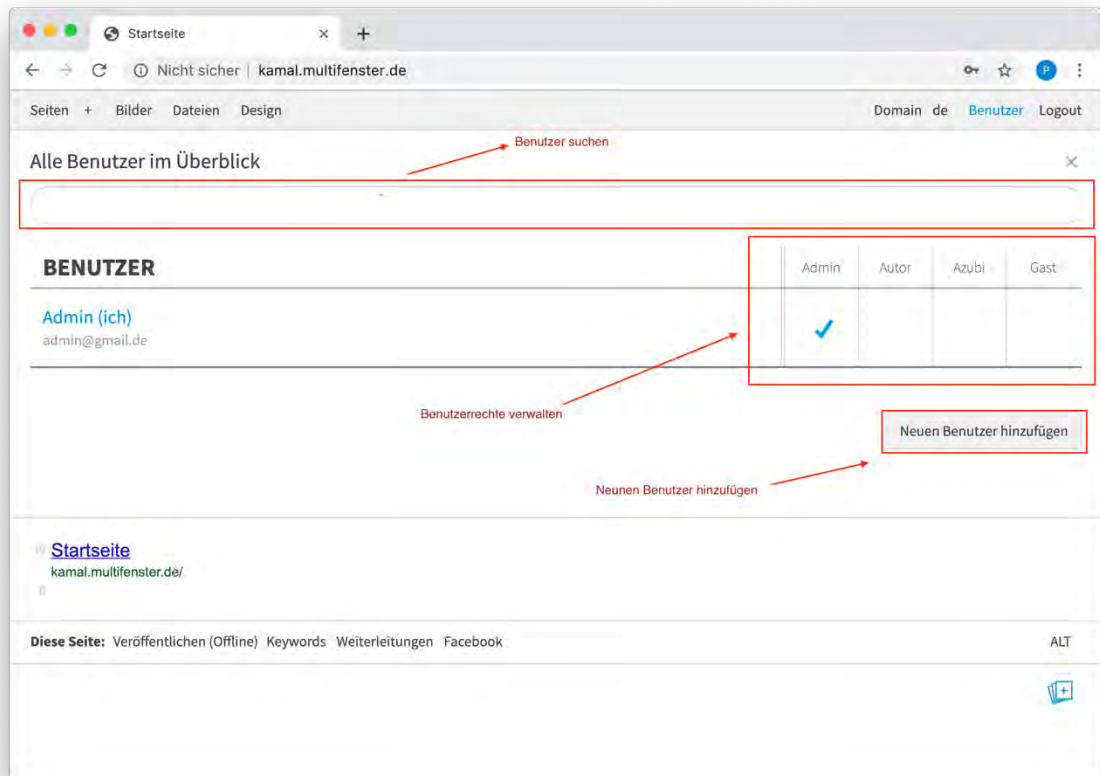 Startseite
Nicht sicher | kamal.multifenster.de
P
Seiten + Bilder Dateien Design Domain de Benutzer Logout
Benutzer suchen
Alle Benutzer im Überblick
BENUTZER Admin Autor Azubi Gast
Admin (ich)
admin@gmail.de
Benutzerrechte verwalten
Neuen Benutzer hinzufügen
Neunen Benutzer hinzufügen
Startseite
kamal.multifenster.de/
Diese Seite: Veröffentlichen (Offline) Keywords Weiterleitungen Facebook ALT